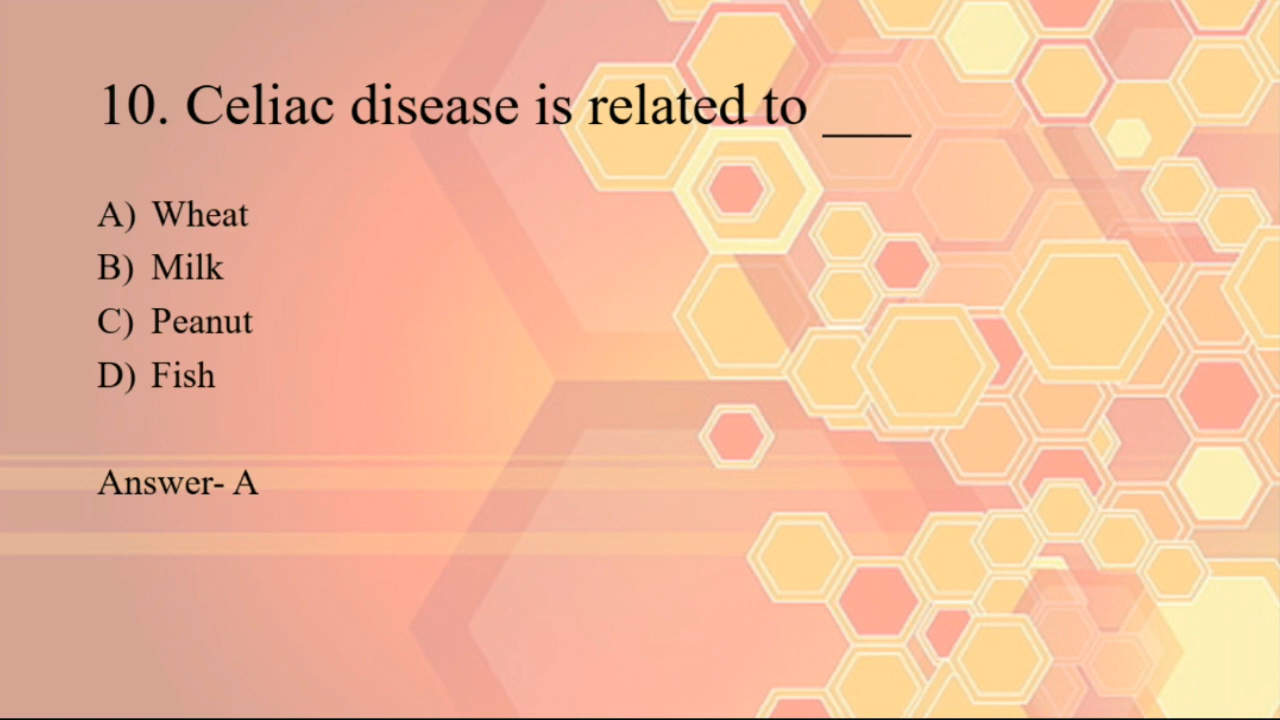 10. Celiac disease is related to ___
A) Wheat
B) Milk
C) Peanut
D) Fish
Answer- A